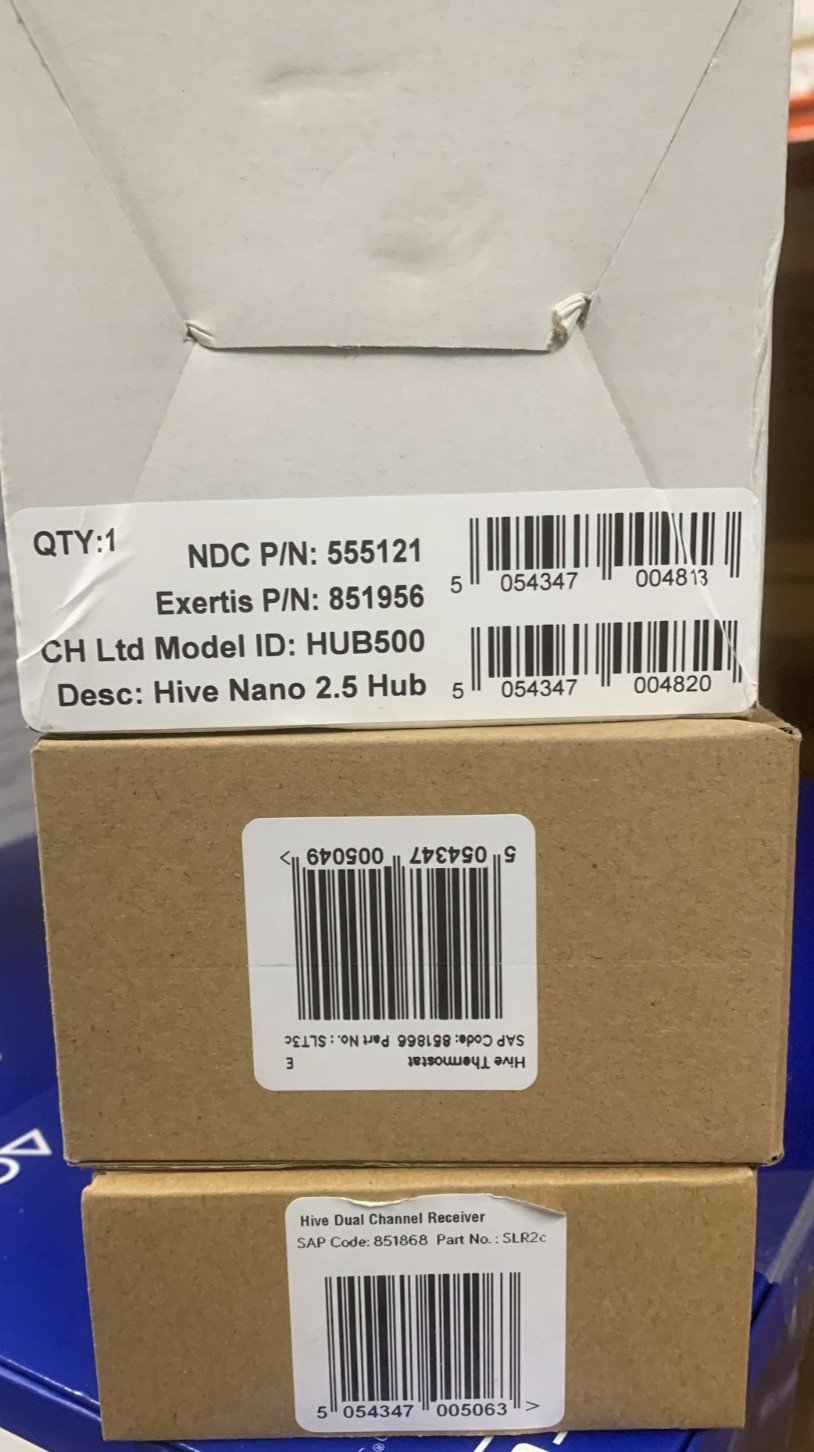 QTY:1
NDC P/N: 555121
Exertis P/N: 851956
CH Ltd Model ID: HUB500
Desc: Hive Nano 2.5 Hub
5 054347 004813
5 054347 004820
Hive Thermostat E
SAP Code: 851866 Part No.: SLT3c
5 054347 005049 >
Hive Dual Channel Receiver
SAP Code: 851868 Part No.: SLR2c
5 054347 005063 >